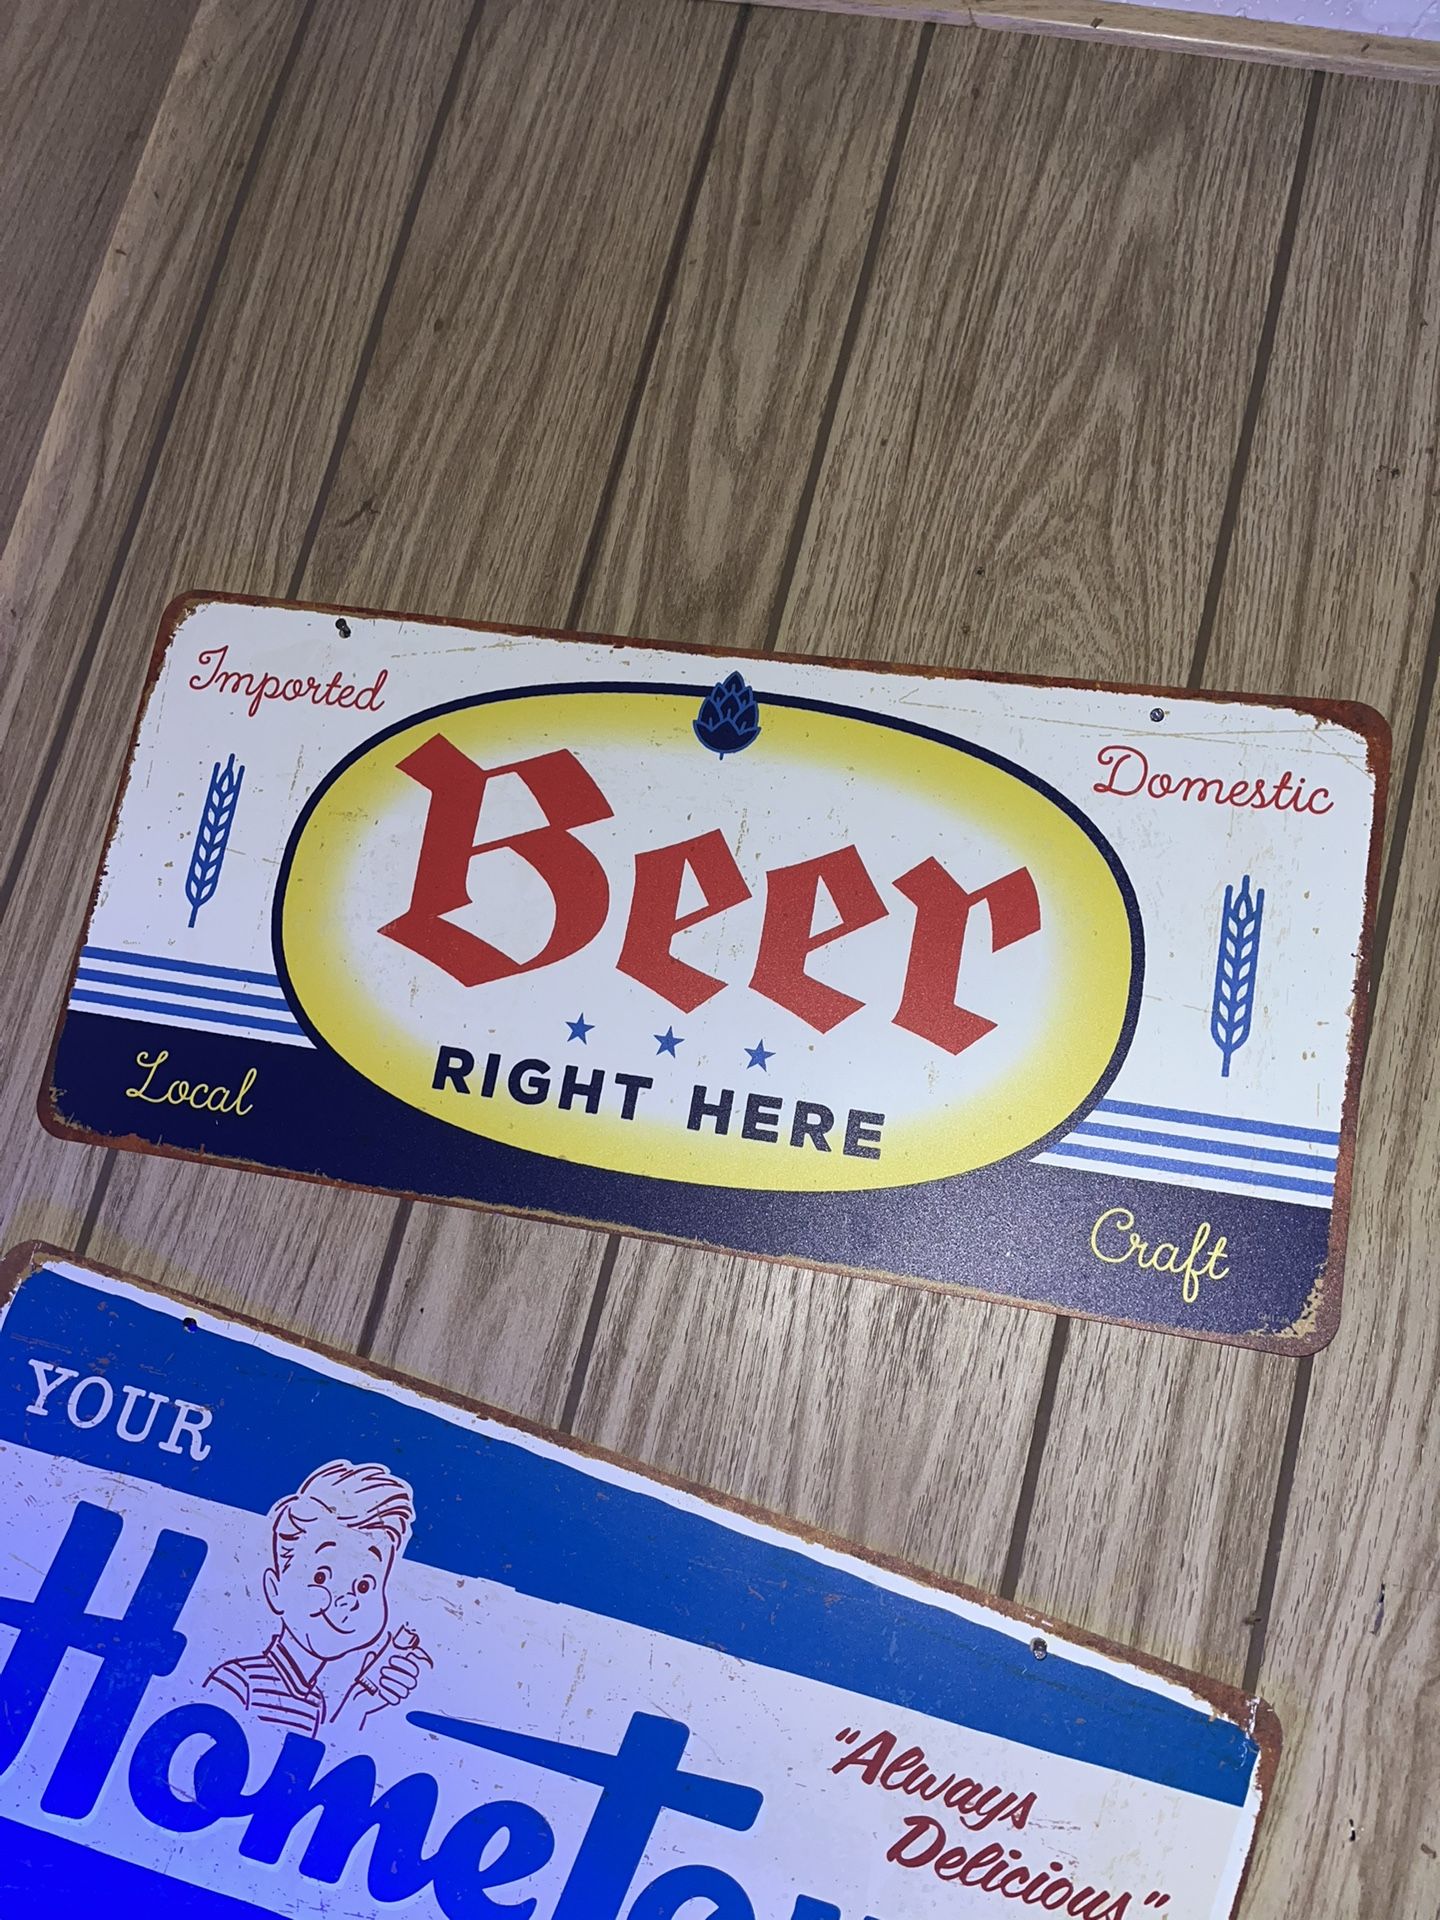 Imported
Domestic
Beer
RIGHT HERE
Local
Craft
YOUR
"Always
Delicious"